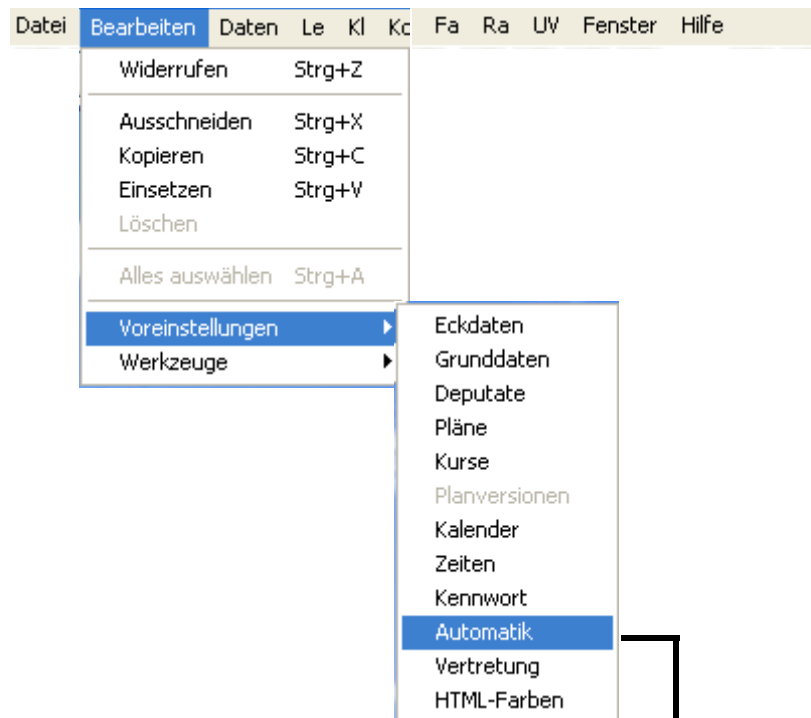 Datei Bearbeiten Daten Le Kl Kc Fa Ra UV Fenster Hilfe
Widerrufen Strg+Z
Ausschneiden Strg+X
Kopieren Strg+C
Einsetzen Strg+V
Löschen
Alles auswählen Strg+A
Voreinstellungen
Werkzeuge
Eckdaten
Grunddaten
Deputate
Pläne
Kurse
Planversionen
Kalender
Zeiten
Kennwort
Automatik
Vertretung
HTML-Farben